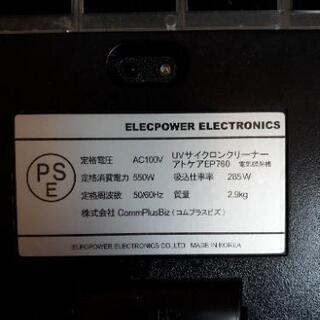 ELECPOWER ELECTRONICS
PS
E
定格電圧 AC100V UVサイクロンクリーナー
アトケアEP760 電気掃除機
定格消費電力 550W 吸込仕事率 285W
定格周波数 50/60Hz 質量 2.9kg
株式会社 CommPlusBiz (コムプラスビズ)
ELECPOWER ELECTRONICS CO.,LTD MADE IN KOREA